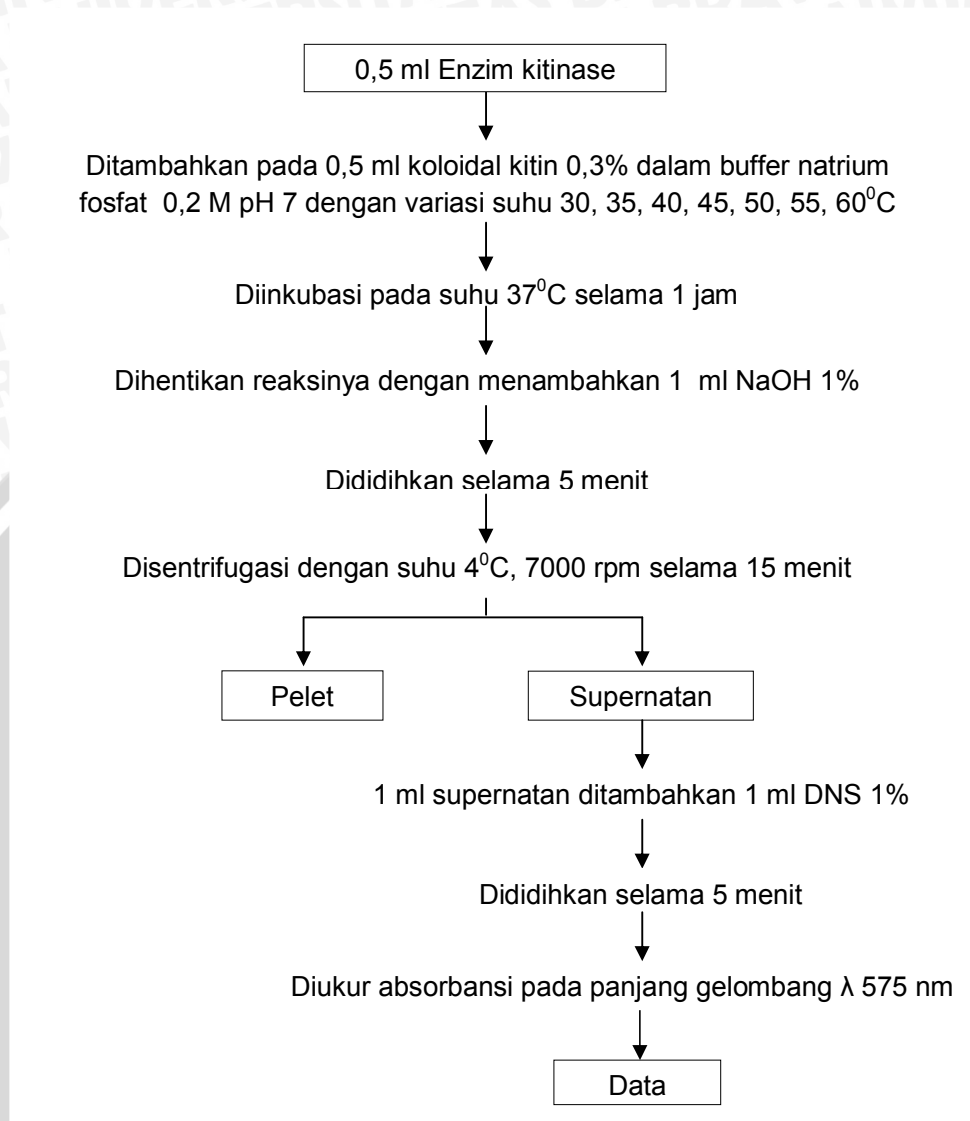 0,5 ml Enzim kitinase
Ditambahkan pada 0,5 ml koloidal kitin 0,3% dalam buffer natrium
fosfat 0,2 M pH 7 dengan variasi suhu 30, 35, 40, 45, 50, 55, 60⁰C
Diinkubasi pada suhu 37⁰C selama 1 jam
Dihentikan reaksinya dengan menambahkan 1 ml NaOH 1%
Dididihkan selama 5 menit
Disentrifugasi dengan suhu 4⁰C, 7000 rpm selama 15 menit
Pelet
Supernatan
1 ml supernatan ditambahkan 1 ml DNS 1%
Dididihkan selama 5 menit
Diukur absorbansi pada panjang gelombang λ 575 nm
Data